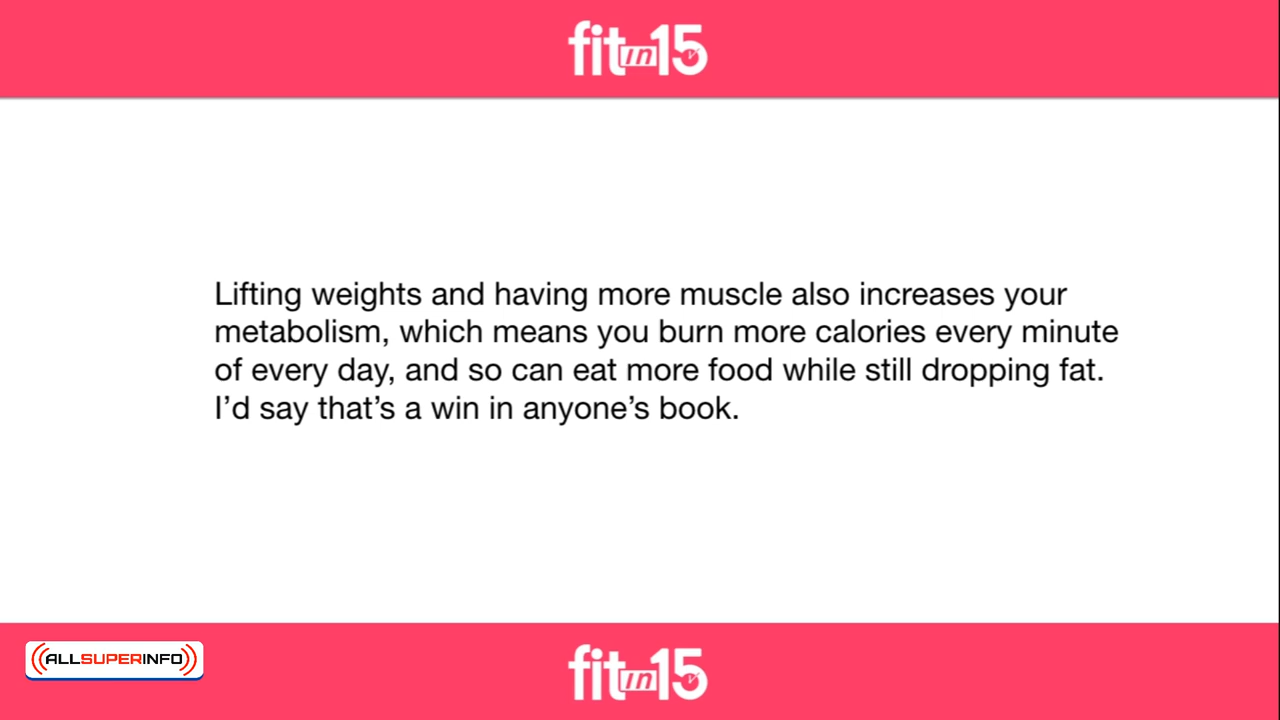 fit in 15
Lifting weights and having more muscle also increases your
metabolism, which means you burn more calories every minute
of every day, and so can eat more food while still dropping fat.
I’d say that’s a win in anyone’s book.
ALLSUPERINFO
fit in 15